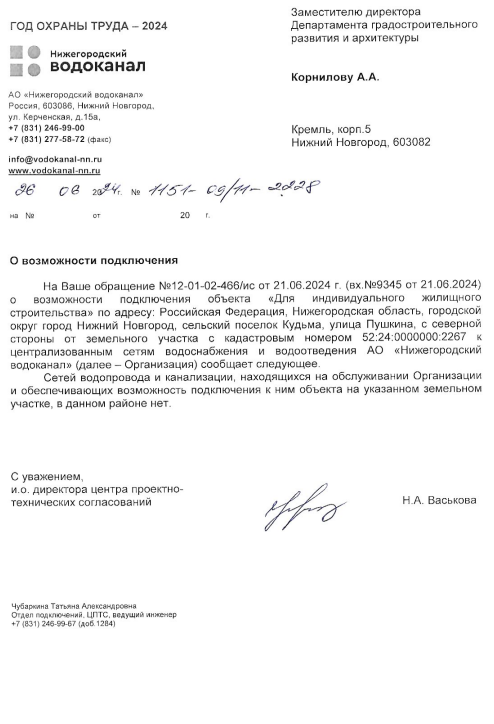 ГОД ОХРАНЫ ТРУДА – 2024
Нижегородский
ВОДОКАНАЛ
АО «Нижегородский водоканал»
Россия, 603086, Нижний Новгород,
ул. Керченская, д.15а,
+7 (831) 246-99-00
+7 (831) 277-58-72 (факс)
info@vodokanal-nn.ru
www.vodokanal-nn.ru
26 06 2024г. № 1151-09/11-2228
на № от 20 г.
Заместителю директора
Департамента градостроительного
развития и архитектуры
Корнилову А.А.
Кремль, корп.5
Нижний Новгород, 603082
О возможности подключения
На Ваше обращение №12-01-02-466/ис от 21.06.2024 г. (вх.№9345 от 21.06.2024)
о возможности подключения объекта «Для индивидуального жилищного
строительства» по адресу: Российская Федерация, Нижегородская область, городской
округ город Нижний Новгород, сельский поселок Кудьма, улица Пушкина, с северной
стороны от земельного участка с кадастровым номером 52:24:0000000:2267 к
централизованным сетям водоснабжения и водоотведения АО «Нижегородский
водоканал» (далее – Организация) сообщает следующее.
Сетей водопровода и канализации, находящихся на обслуживании Организации
и обеспечивающих возможность подключения к ним объекта на указанном земельном
участке, в данном районе нет.
С уважением,
и.о. директора центра проектно-
технических согласований
Н.А. Васькова
Чубаркина Татьяна Александровна
Отдел подключений, ЦПТС, ведущий инженер
+7 (831) 246-99-67 (доб.1284)